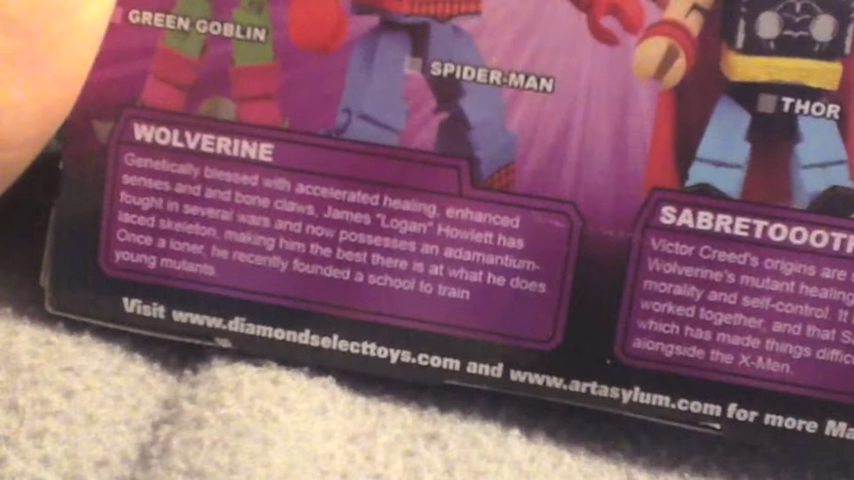 GREEN GOBLIN
SPIDER-MAN
THOR
WOLVERINE
Genetically blessed with accelerated healing, enhanced
senses and and bone claws, James "Logan" Howlett has
fought in several wars and now possesses an adamantium-
laced skeleton, making him the best there is at what he does.
Once a loner, he recently founded a school to train
young mutants.
SABRETOOOTH
Victor Creed's origins are
Wolverine's mutant healing
morality and self-control. It
worked together, and that
which has made things
alongside the X-Men.
Visit www.diamondselecttoys.com and www.artasylum.com for more